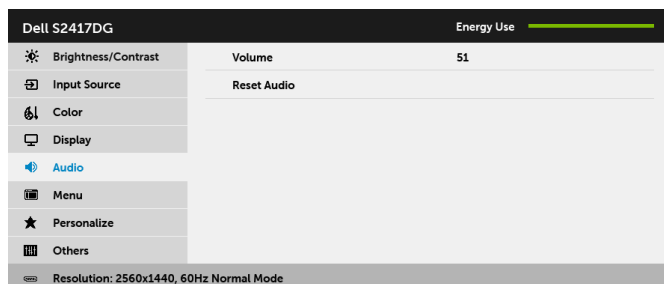 Dell S2417DG Energy Use
Brightness/Contrast Volume 51
Input Source Reset Audio
Color
Display
Audio
Menu
Personalize
Others
Resolution: 2560x1440, 60Hz Normal Mode